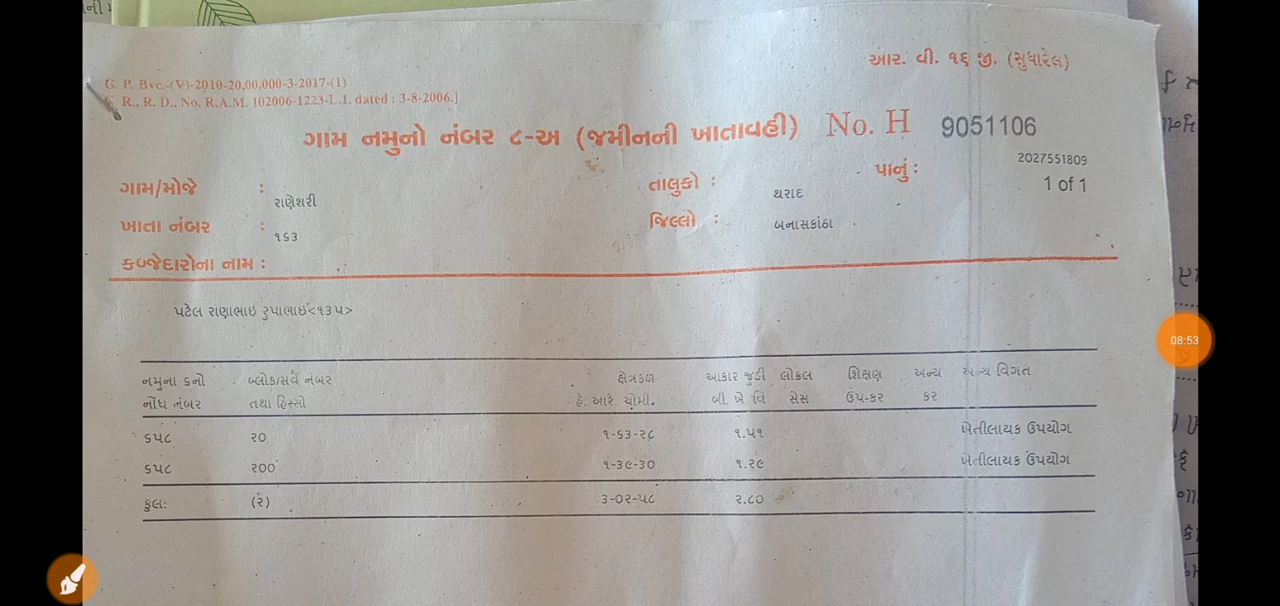 આર. વી. ૧૬ જી. (સુધારેલ)
G. P. Bvc.-(V)-2010-20,00,000-3-2017-(1)
R., R. D., No. R.A.M. 102006-1223-L.1. dated : 3-8-2006.]
ગામ નમુનો નંબર ૮-અ (જમીનની ખાતાવહી) No. H 9051106
2027551809
ગામ/મોજે : રાણેશરી તાલુકો : થરાદ પાનું : 1 of 1
ખાતા નંબર : ૧૬૩ જિલ્લો : બનાસકાંઠા
કબ્જેદારોના નામ :
પટેલ રાણાભાઇ રુપાભાઇ<૧૩૫>
નમુના ૬નો બ્લોક/સર્વે નંબર ક્ષેત્રફળ આકાર જુડી લોકલ શિક્ષણ અન્ય અન્ય વિગત
નોંધ નંબર તથા હિસ્સો હે. આરે. ચોમી. બી. ખે વિ સેસ ઉપ-કર કર
૬૫૮ ૨૦ ૧-૬૩-૨૮ ૧.૫૧ ખેતીલાયક ઉપયોગ
૬૫૮ ૨૦૦ ૧-૩૯-૩૦ ૧.૨૯ ખેતીલાયક ઉપયોગ
કુલ: (૨) ૩-૦૨-૫૮ ૨.૮૦
08:53